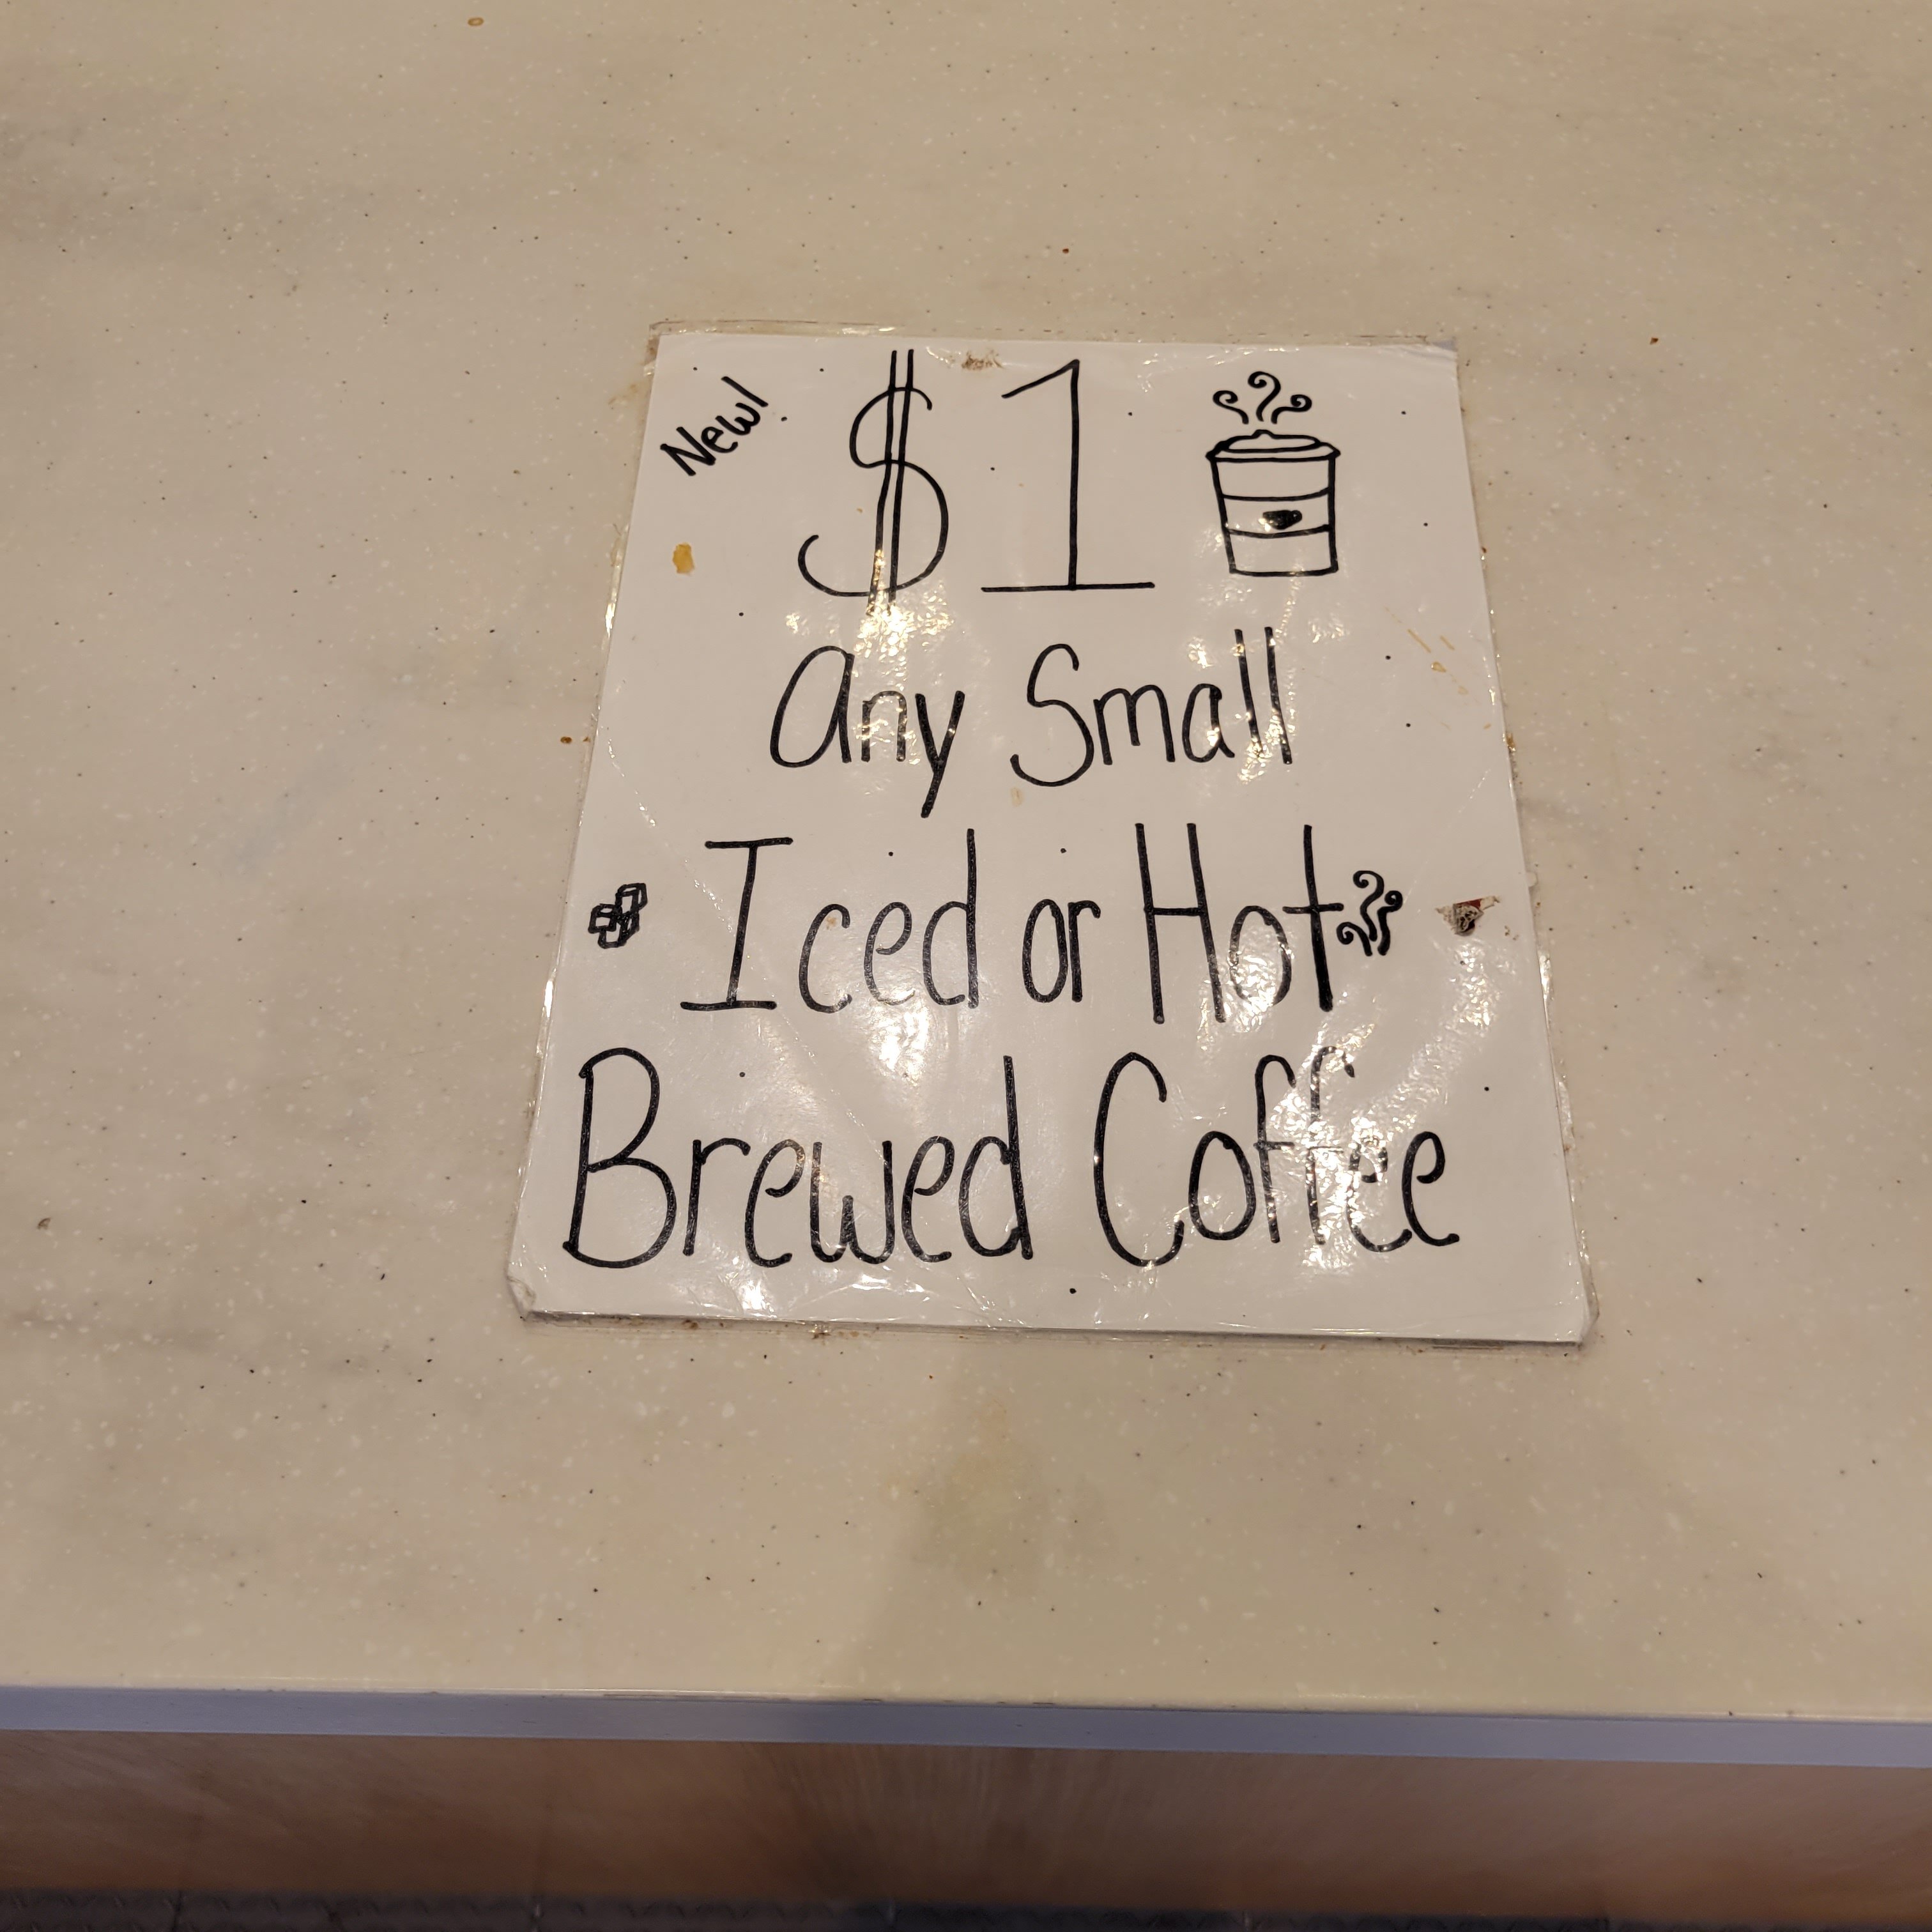 New!
$1
Any Small
Iced or Hot
Brewed Coffee